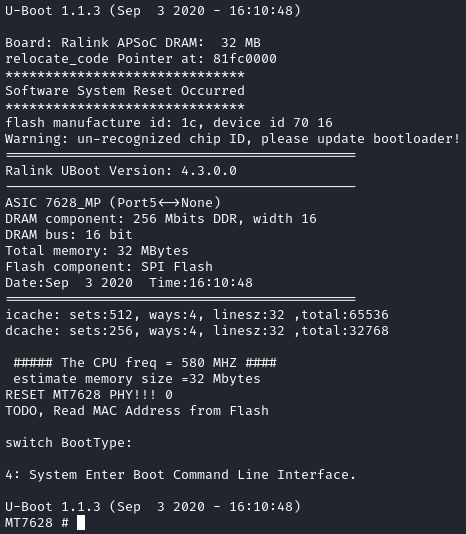 U-Boot 1.1.3 (Sep  3 2020 - 16:10:48)

Board: Ralink APSoC DRAM:  32 MB
relocate_code Pointer at: 81fc0000
******************************
Software System Reset Occurred
******************************
flash manufacture id: 1c, device id 70 16
Warning: un-recognized chip ID, please update bootloader!
============================================
Ralink UBoot Version: 4.3.0.0
--------------------------------------------
ASIC 7628_MP (Port5<->None)
DRAM component: 256 Mbits DDR, width 16
DRAM bus: 16 bit
Total memory: 32 MBytes
Flash component: SPI Flash
Date:Sep  3 2020  Time:16:10:48
============================================
icache: sets:512, ways:4, linesz:32 ,total:65536
dcache: sets:256, ways:4, linesz:32 ,total:32768

 ##### The CPU freq = 580 MHZ ####
 estimate memory size =32 Mbytes
RESET MT7628 PHY!!! 0
TODO, Read MAC Address from Flash

switch BootType:

4: System Enter Boot Command Line Interface.

U-Boot 1.1.3 (Sep  3 2020 - 16:10:48)
MT7628 #